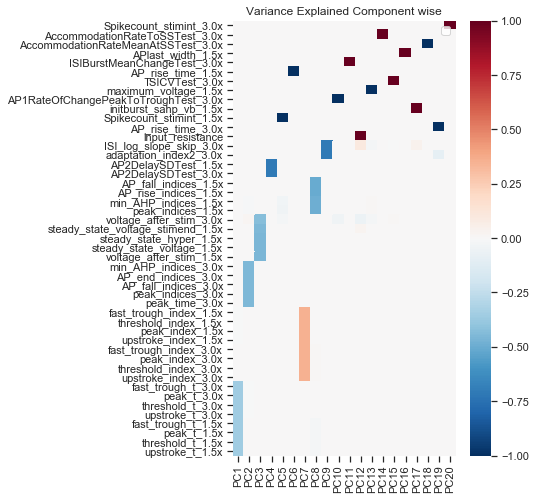 Variance Explained Component wise
Spikecount_stimint_3.0x
AccommodationRateToSSTest_3.0x
AccommodationRateMeanAtSSTest_3.0x
APlast_width_1.5x
ISIBurstMeanChangeTest_3.0x
AP_rise_time_1.5x
TSICVTest_3.0x
maximum_voltage_1.5x
AP1RateOfChangePeakToTroughTest_3.0x
initburst_sahp_vb_1.5x
Spikecount_stimint_1.5x
AP_rise_time_3.0x
Input_resistance
ISI_log_slope_skip_3.0x
adaptation_index2_3.0x
AP2DelaySDTest_1.5x
AP2DelaySDTest_3.0x
AP_fall_indices_1.5x
AP_rise_indices_1.5x
min_AHP_indices_1.5x
peak_indices_1.5x
voltage_after_stim_3.0x
steady_state_voltage_stimend_1.5x
steady_state_hyper_1.5x
steady_state_voltage_1.5x
voltage_after_stim_1.5x
min_AHP_indices_3.0x
AP_end_indices_3.0x
AP_fall_indices_3.0x
peak_indices_3.0x
peak_time_3.0x
fast_trough_index_1.5x
threshold_index_1.5x
peak_index_1.5x
upstroke_index_1.5x
fast_trough_index_3.0x
peak_index_3.0x
threshold_index_3.0x
upstroke_index_3.0x
fast_trough_t_3.0x
peak_t_3.0x
threshold_t_3.0x
upstroke_t_3.0x
fast_trough_t_1.5x
peak_t_1.5x
threshold_t_1.5x
upstroke_t_1.5x
PC1
PC2
PC3
PC4
PC5
PC6
PC7
PC8
PC9
PC10
PC11
PC12
PC13
PC14
PC15
PC16
PC17
PC18
PC19
PC20
1.00
0.75
0.50
0.25
0.00
−0.25
−0.50
−0.75
−1.00